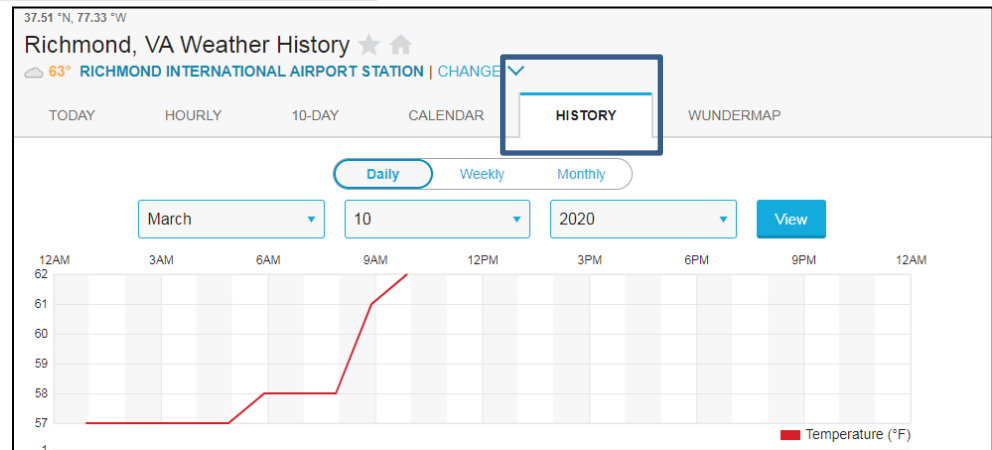 37.51 °N, 77.33 °W
Richmond, VA Weather History
63° RICHMOND INTERNATIONAL AIRPORT STATION | CHANGE
TODAY HOURLY 10-DAY CALENDAR HISTORY WUNDERMAP
Daily Weekly Monthly
March 10 2020 View
12AM 3AM 6AM 9AM 12PM 3PM 6PM 9PM 12AM
62
61
60
59
58
57
Temperature (°F)